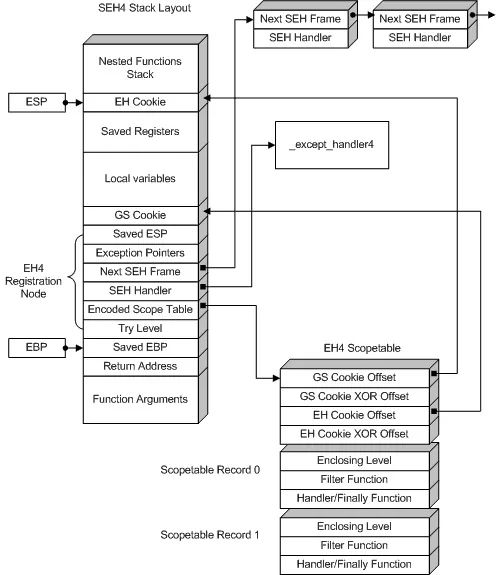 SEH4 Stack Layout
Next SEH Frame
SEH Handler
Next SEH Frame
SEH Handler
Nested Functions
Stack
ESP
EH Cookie
Saved Registers
_except_handler4
Local variables
GS Cookie
Saved ESP
Exception Pointers
Next SEH Frame
SEH Handler
Encoded Scope Table
Try Level
EH4
Registration
Node
EBP
Saved EBP
Return Address
Function Arguments
EH4 Scopetable
GS Cookie Offset
GS Cookie XOR Offset
EH Cookie Offset
EH Cookie XOR Offset
Scopetable Record 0
Enclosing Level
Filter Function
Handler/Finally Function
Scopetable Record 1
Enclosing Level
Filter Function
Handler/Finally Function